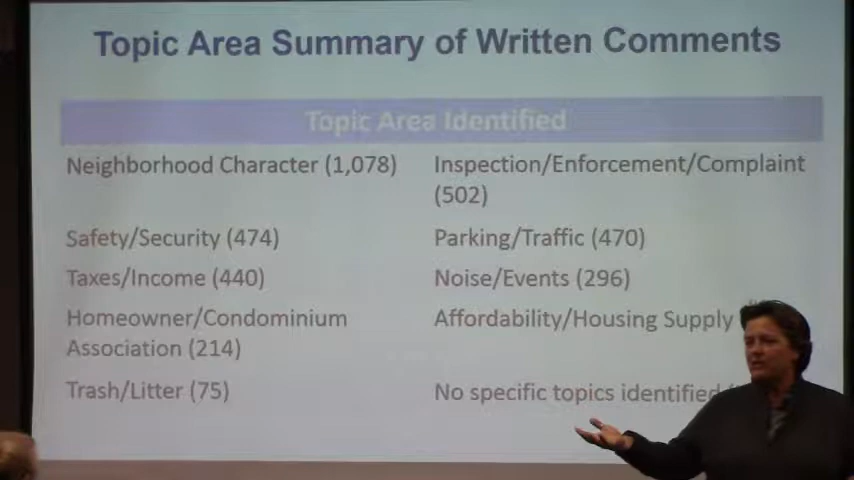 Topic Area Summary of Written Comments
Topic Area Identified
Neighborhood Character (1,078)
Inspection/Enforcement/Complaint
(502)
Safety/Security (474)
Parking/Traffic (470)
Taxes/Income (440)
Noise/Events (296)
Homeowner/Condominium
Association (214)
Affordability/Housing Supply
Trash/Litter (75)
No specific topics identified